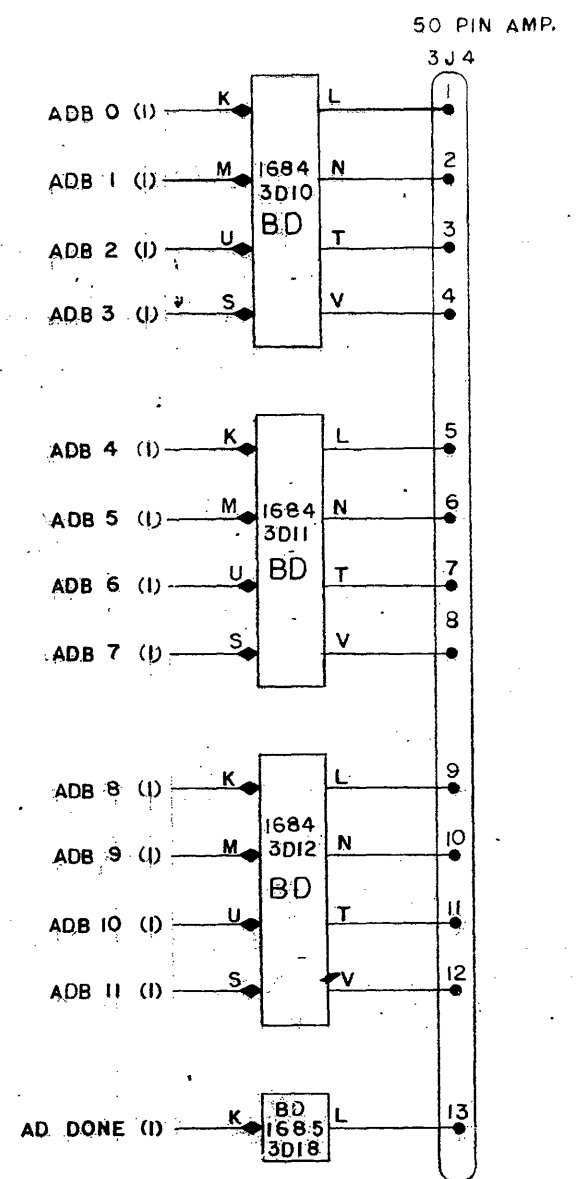 50 PIN AMP.
3J4
ADB 0 (1) K L 1
ADB 1 (1) M 1684 N 2
3D10
BD
ADB 2 (1) U T 3
ADB 3 (1) S V 4
ADB 4 (1) K L 5
ADB 5 (1) M 1684 N 6
3D11
BD
ADB 6 (1) U T 7
ADB 7 (1) S V 8
ADB 8 (1) K L 9
1684
ADB 9 (1) M 3D12 N 10
BD
ADB 10 (1) U T 11
ADB 11 (1) S V 12
BD
AD DONE (1) K 1685 L 13
3D18